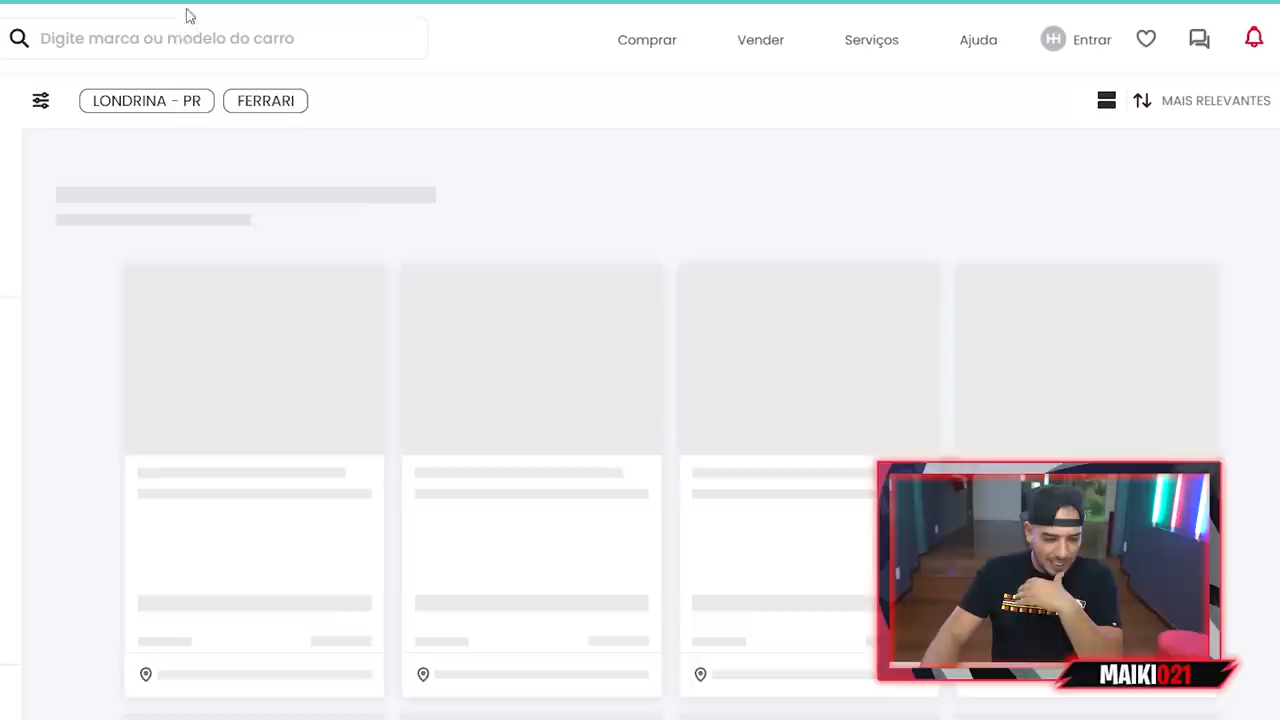 Digite marca ou modelo do carro
Comprar
Vender
Serviços
Ajuda
Entrar
LONDRINA - PR
FERRARI
MAIS RELEVANTES
MAIKI021